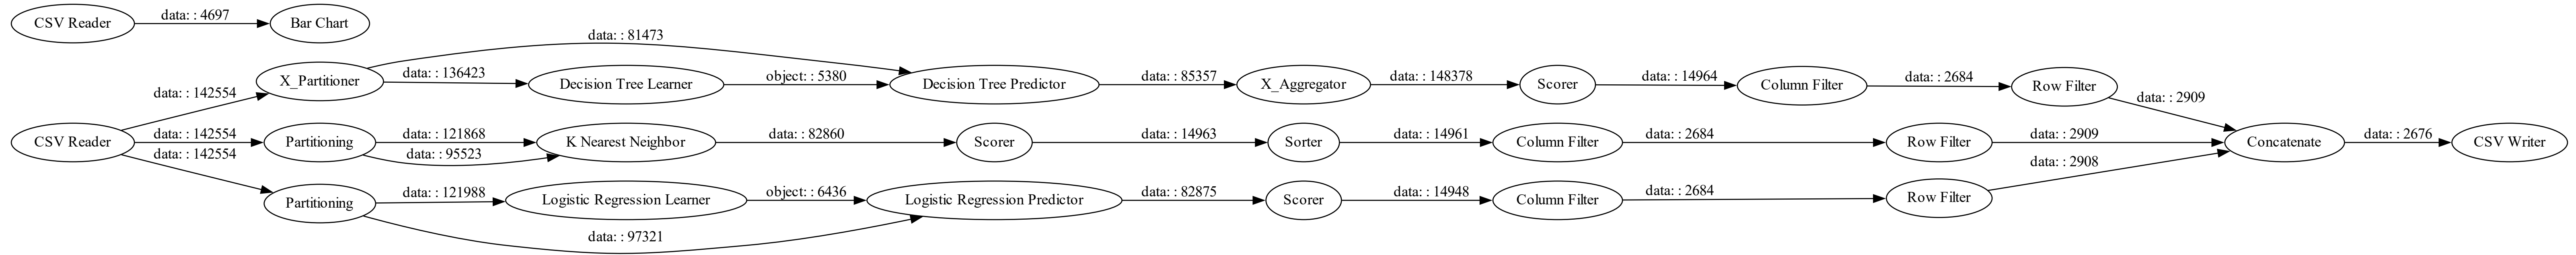 CSV Reader
data: : 4697
Bar Chart
data: : 81473
X_Partitioner
data: : 136423
Decision Tree Learner
object: : 5380
Decision Tree Predictor
data: : 85357
X_Aggregator
data: : 148378
Scorer
data: : 14964
Column Filter
data: : 2684
Row Filter
data: : 2909
data: : 142554
CSV Reader
data: : 142554
Partitioning
data: : 121868
data: : 95523
K Nearest Neighbor
data: : 82860
Scorer
data: : 14963
Sorter
data: : 14961
Column Filter
data: : 2684
Row Filter
data: : 2909
Concatenate
data: : 2676
CSV Writer
data: : 142554
Partitioning
data: : 121988
Logistic Regression Learner
object: : 6436
Logistic Regression Predictor
data: : 82875
Scorer
data: : 14948
Column Filter
data: : 2684
Row Filter
data: : 2908
data: : 97321